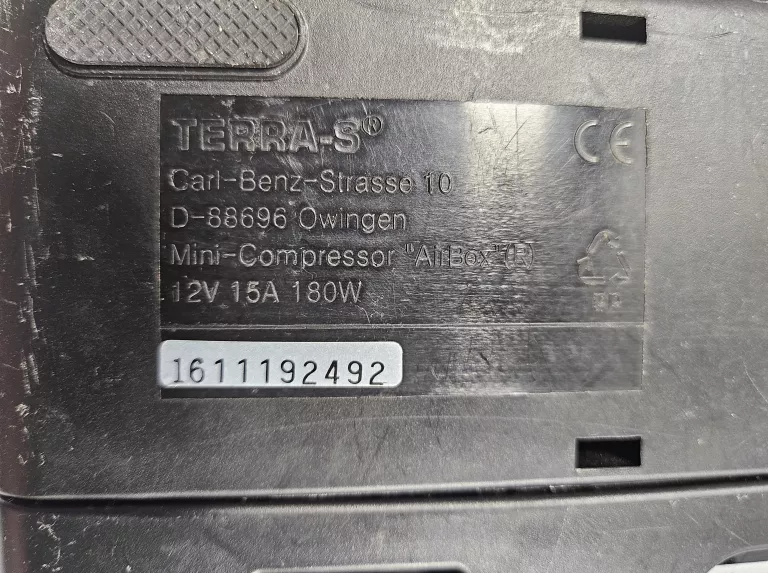 TERRA-S®
CE
Carl-Benz-Strasse 10
D-88696 Owingen
Mini-Compressor "AirBox"(R)
12V 15A 180W
1611192492